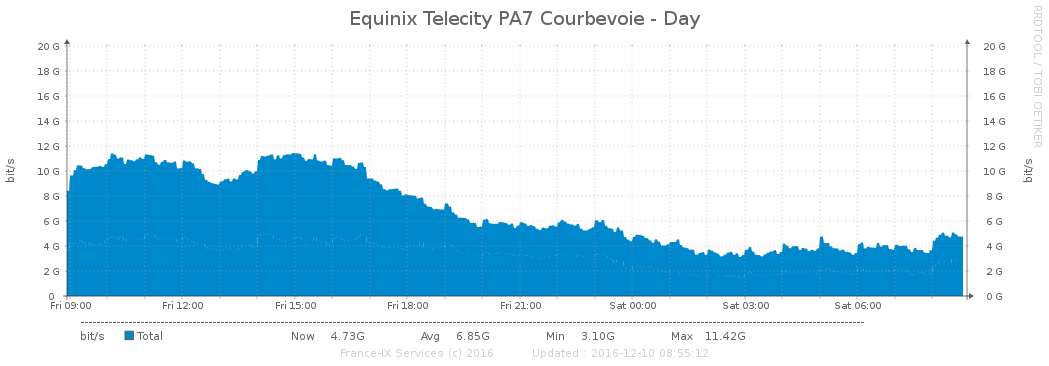 Equinix Telecity PA7 Courbevoie - Day
RRDTOOL / TOBI OETIKER
bit/s
20 G 20 G
18 G 18 G
16 G 16 G
14 G 14 G
12 G 12 G
10 G 10 G
8 G 8 G
6 G 6 G
4 G 4 G
2 G 2 G
0 0 G
bit/s
Fri 09:00 Fri 12:00 Fri 15:00 Fri 18:00 Fri 21:00 Sat 00:00 Sat 03:00 Sat 06:00
bit/s Total Now 4.73G Avg 6.85G Min 3.10G Max 11.42G
France-IX Services (c) 2016 Updated : 2016-12-10 08:55:12